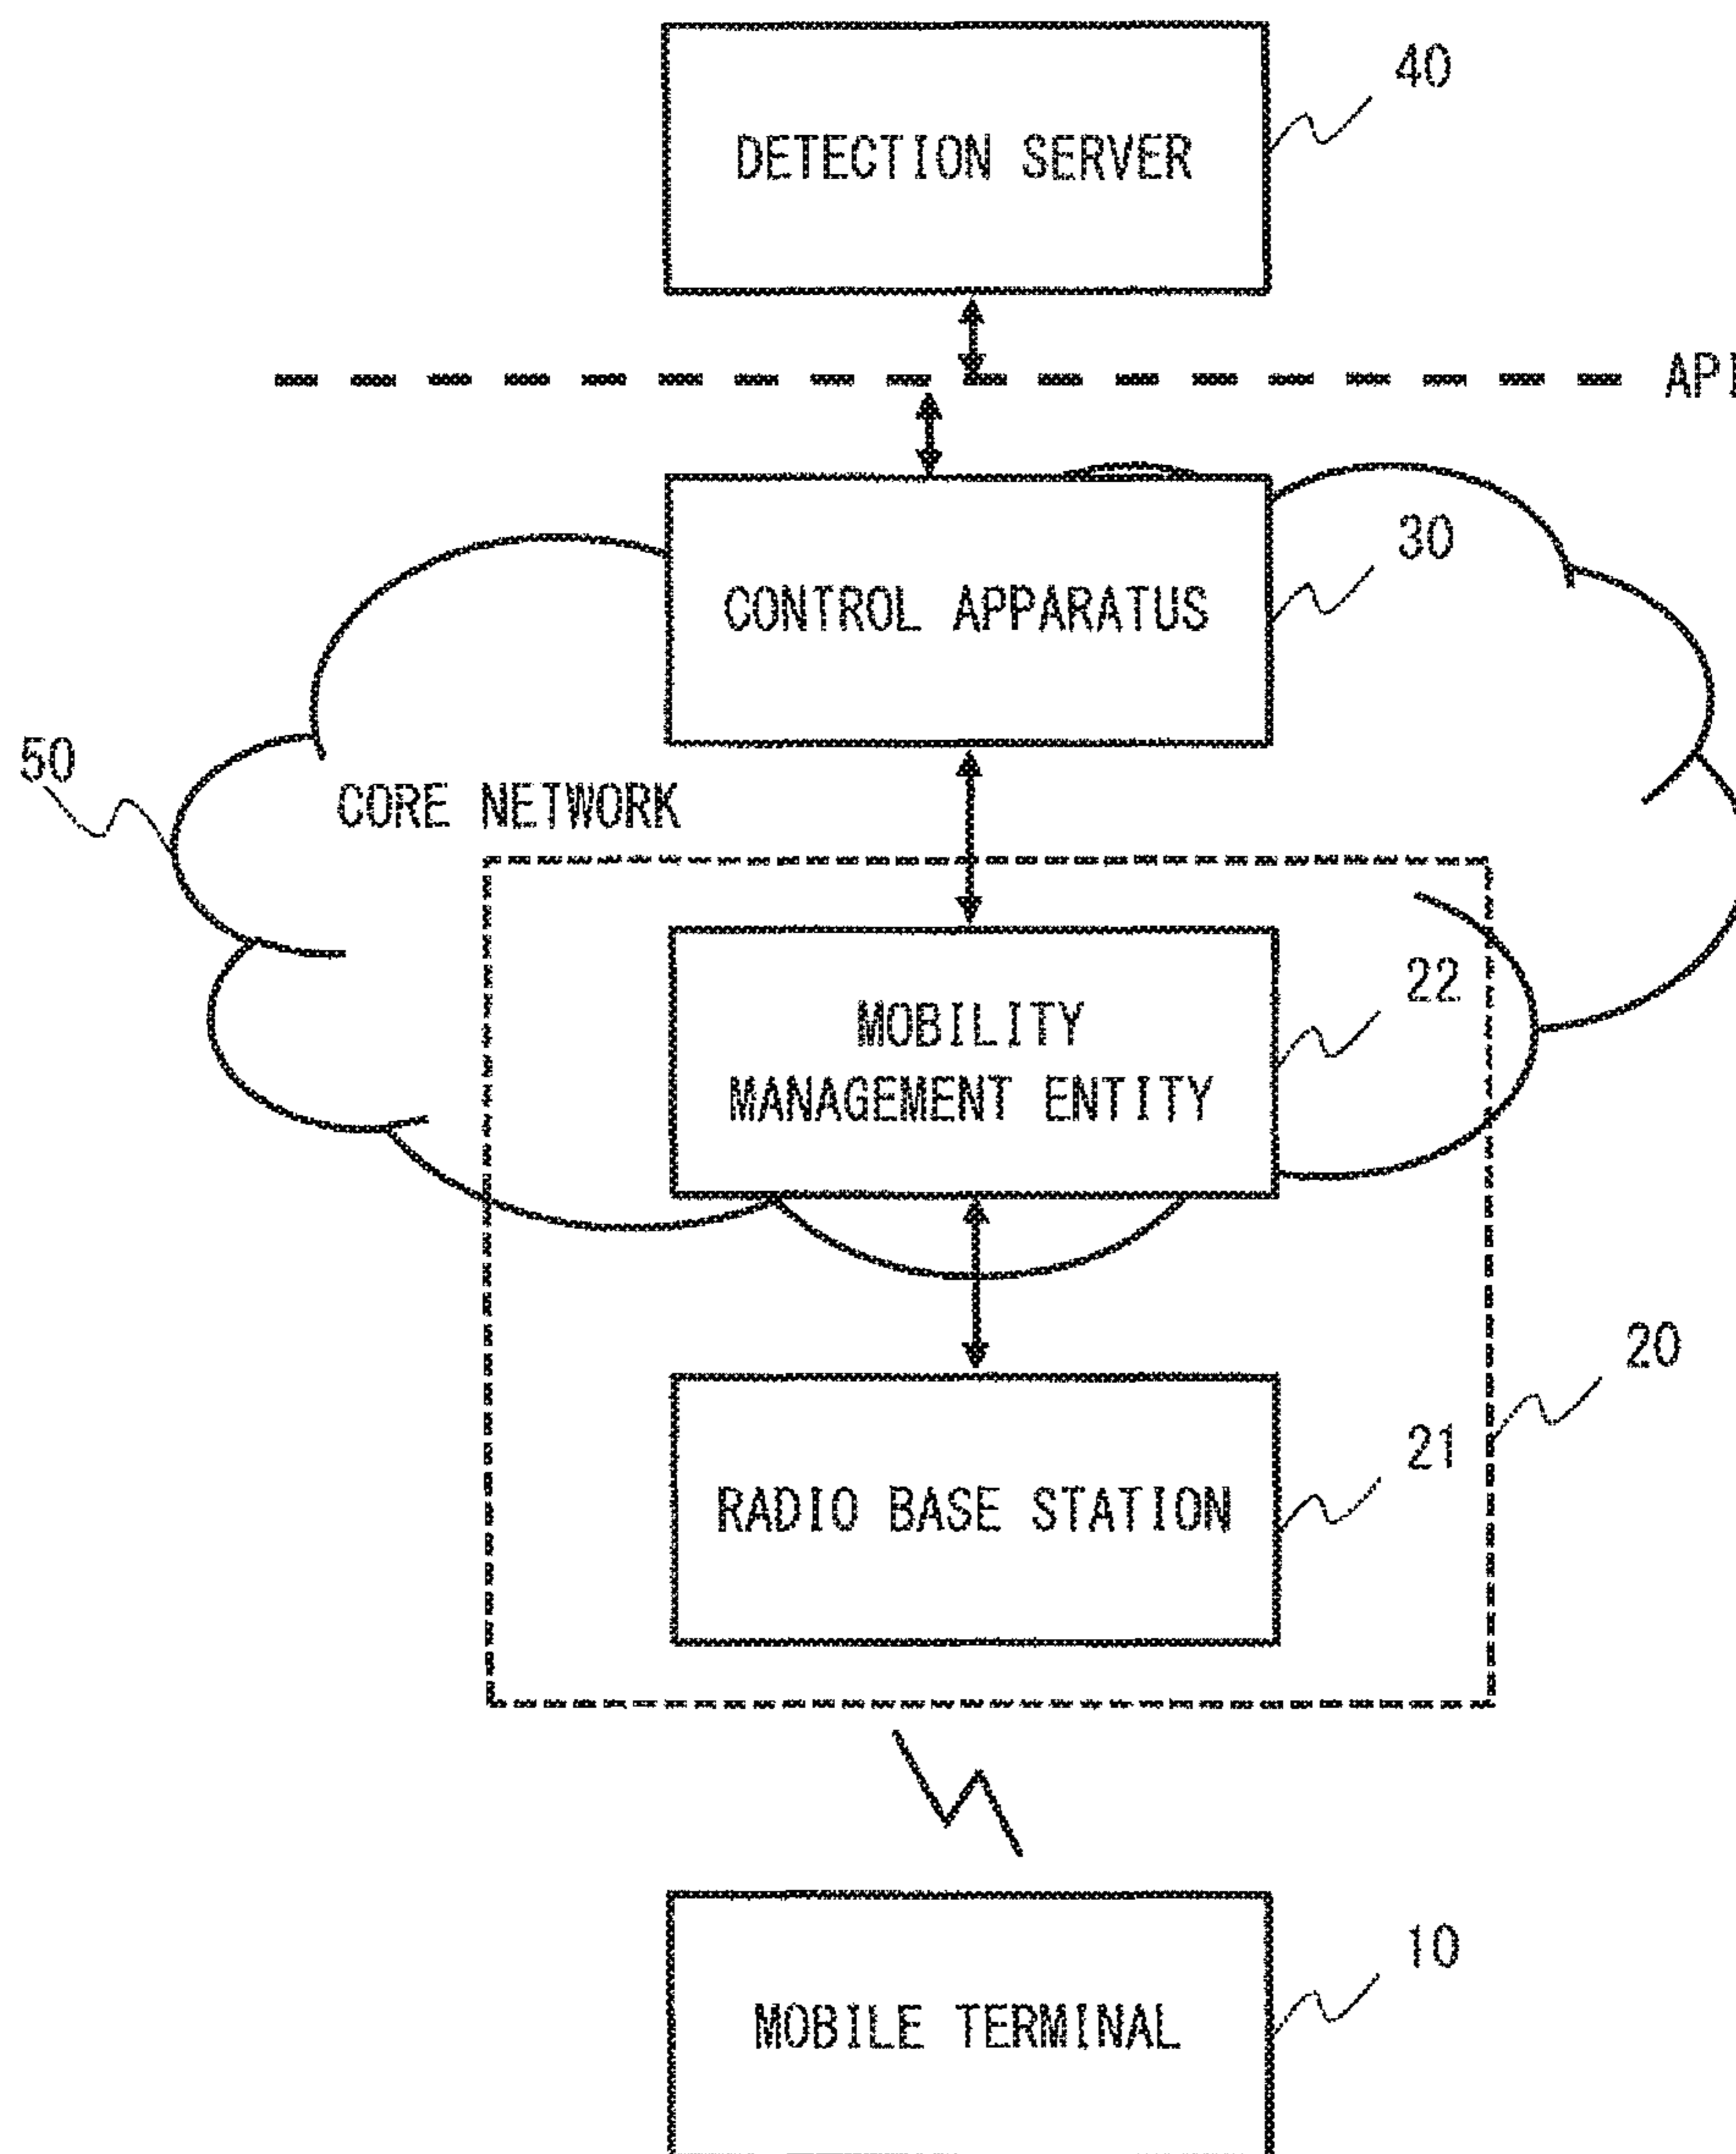 40
DETECTION SERVER
API
30
CONTROL APPARATUS
50
CORE NETWORK
22
MOBILITY
MANAGEMENT ENTITY
20
21
RADIO BASE STATION
10
MOBILE TERMINAL